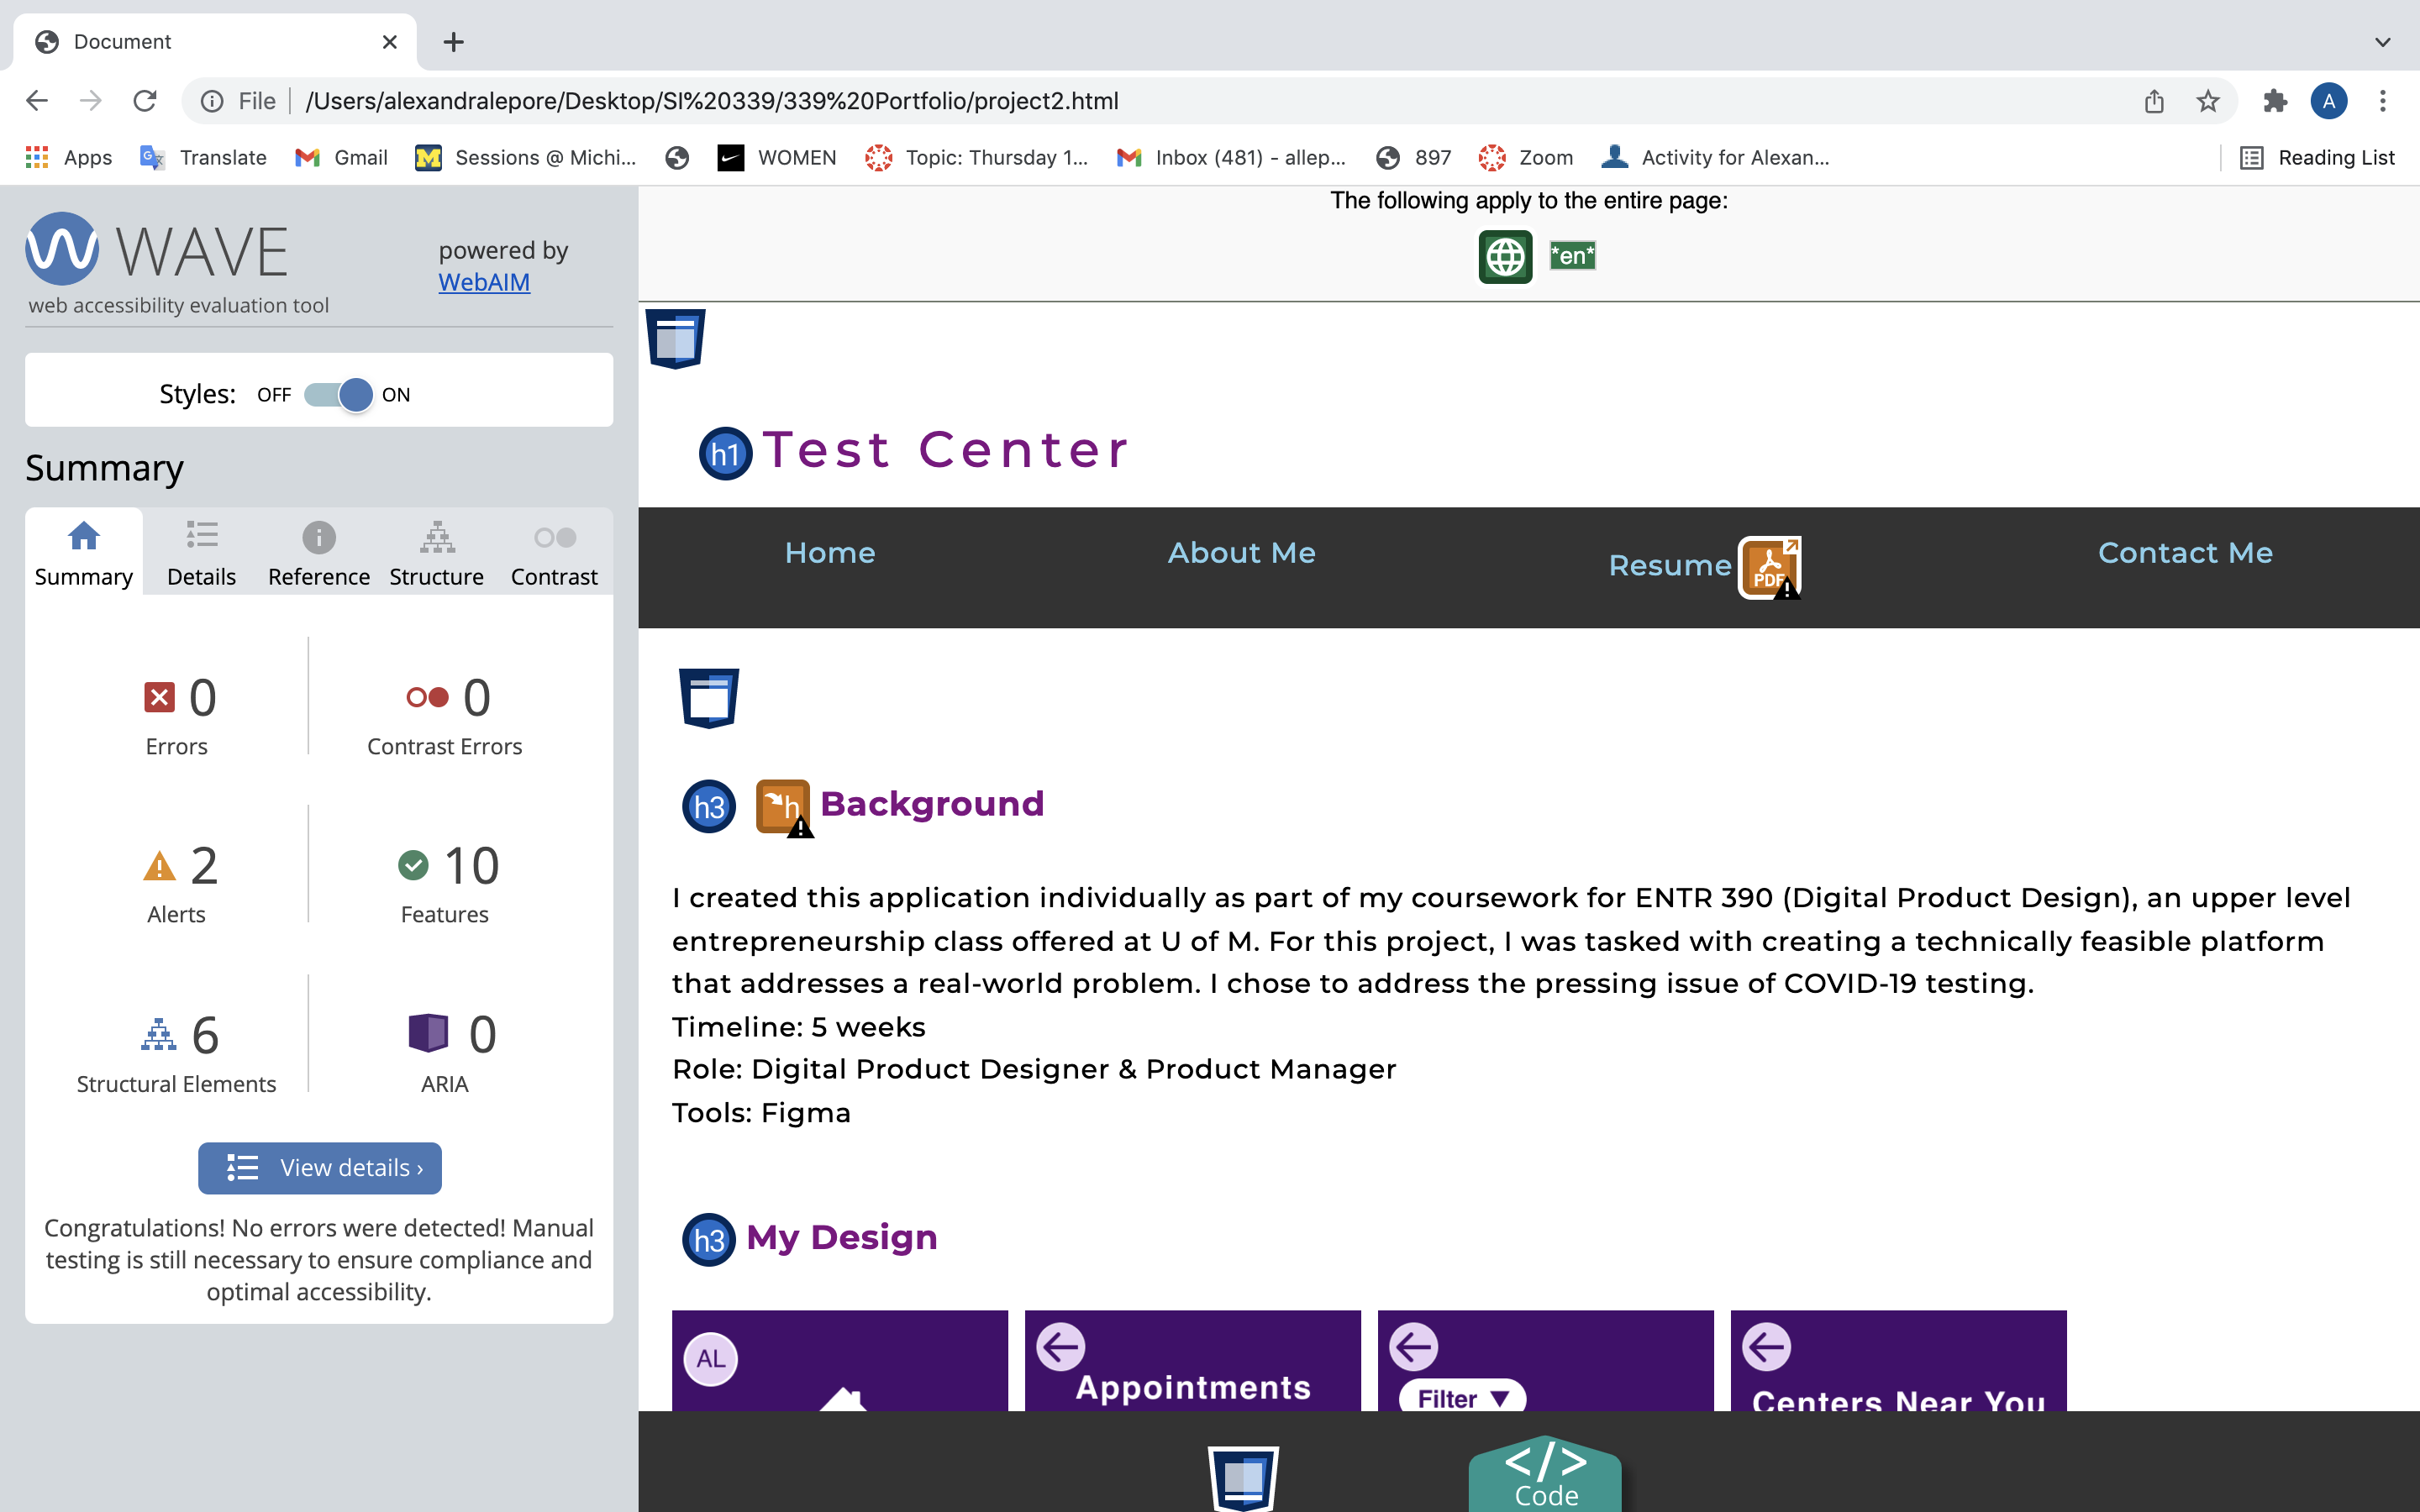 Document
File /Users/alexandralepore/Desktop/SI%20339/339%20Portfolio/project2.html
Apps Translate Gmail Sessions @ Michi... WOMEN Topic: Thursday 1... Inbox (481) - allep... 897 Zoom Activity for Alexan... Reading List
A
WAVE
web accessibility evaluation tool
powered by
WebAIM
Styles: OFF ON
Summary
Summary Details Reference Structure Contrast
0
Errors
0
Contrast Errors
2
Alerts
10
Features
6
Structural Elements
0
ARIA
View details ›
Congratulations! No errors were detected! Manual
testing is still necessary to ensure compliance and
optimal accessibility.
The following apply to the entire page:
*en*
h1 Test Center
Home About Me Resume PDF Contact Me
h3 h Background
I created this application individually as part of my coursework for ENTR 390 (Digital Product Design), an upper level
entrepreneurship class offered at U of M. For this project, I was tasked with creating a technically feasible platform
that addresses a real-world problem. I chose to address the pressing issue of COVID-19 testing.
Timeline: 5 weeks
Role: Digital Product Designer & Product Manager
Tools: Figma
h3 My Design
AL
Appointments
Filter
Centers Near You
</>
Code